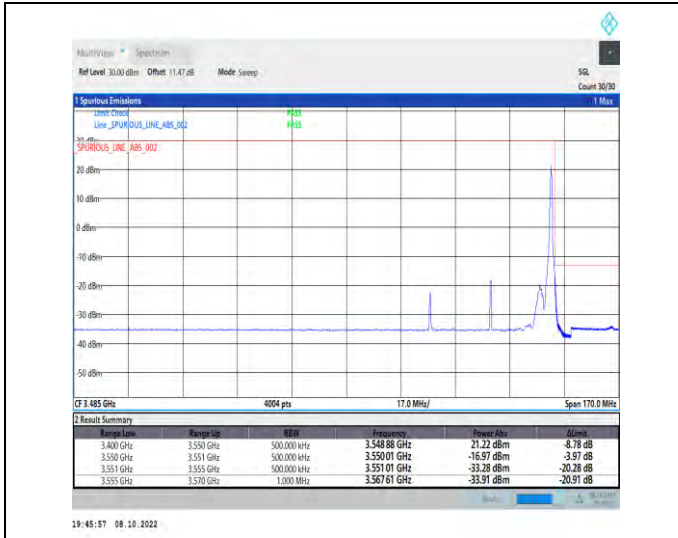 MultiView Spectrum
Ref Level 30.00 dBm Offset 11.47 dB Mode Sweep SGL
Count 30/30
1 Spurious Emissions 1 Max
Limit Check PASS
Line _SPURIOUS_LINE_ABS_002 PASS
30 dBm
_SPURIOUS_LINE_ABS_002
20 dBm
10 dBm
0 dBm
-10 dBm
-20 dBm
-30 dBm
-40 dBm
-50 dBm
CF 3.485 GHz 4004 pts 17.0 MHz/ Span 170.0 MHz
2 Result Summary
Range Low Range Up RBW Frequency Power Abs ΔLimit
3.400 GHz 3.550 GHz 500.000 kHz 3.548 88 GHz 21.22 dBm -8.78 dB
3.550 GHz 3.551 GHz 500.000 kHz 3.550 01 GHz -16.97 dBm -3.97 dB
3.551 GHz 3.555 GHz 500.000 kHz 3.551 01 GHz -33.28 dBm -20.28 dB
3.555 GHz 3.570 GHz 1.000 MHz 3.567 61 GHz -33.91 dBm -20.91 dB
19:45:57 08.10.2022